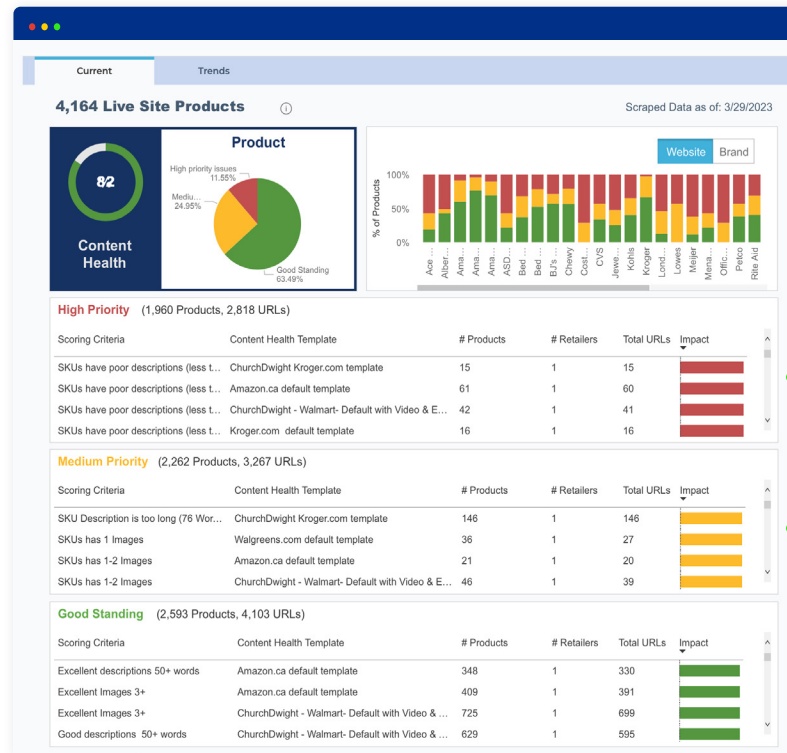 Current Trends
4,164 Live Site Products
Scraped Data as of: 3/29/2023
82
Content
Health
Product
High priority issues
11.55%
Mediu...
24.95%
Good Standing
63.49%
Website Brand
% of Products
100%
50%
0%
Ace ...
Alber...
Ama...
Ama...
Ama...
ASD...
Bed ...
Bed ...
BJ's ...
Chewy
Cost...
CVS
Jewe...
Kohls
Kroger
Lond...
Lowes
Meijer
Mena...
Offic...
Petco
Rite Aid
High Priority (1,960 Products, 2,818 URLs)
Scoring Criteria Content Health Template # Products # Retailers Total URLs Impact
SKUs have poor descriptions (less t... ChurchDwight Kroger.com template 15 1 15
SKUs have poor descriptions (less t... Amazon.ca default template 61 1 60
SKUs have poor descriptions (less t... ChurchDwight - Walmart- Default with Video & E... 42 1 41
SKUs have poor descriptions (less t... Kroger.com default template 16 1 16
Medium Priority (2,262 Products, 3,267 URLs)
Scoring Criteria Content Health Template # Products # Retailers Total URLs Impact
SKU Description is too long (76 Wor... ChurchDwight Kroger.com template 146 1 146
SKUs has 1 Images Walgreens.com default template 36 1 27
SKUs has 1-2 Images Amazon.ca default template 21 1 20
SKUs has 1-2 Images ChurchDwight - Walmart- Default with Video & E... 46 1 39
Good Standing (2,593 Products, 4,103 URLs)
Scoring Criteria Content Health Template # Products # Retailers Total URLs Impact
Excellent descriptions 50+ words Amazon.ca default template 348 1 330
Excellent Images 3+ Amazon.ca default template 409 1 391
Excellent Images 3+ ChurchDwight - Walmart- Default with Video & ... 725 1 699
Good descriptions 50+ words ChurchDwight - Walmart- Default with Video & ... 629 1 595